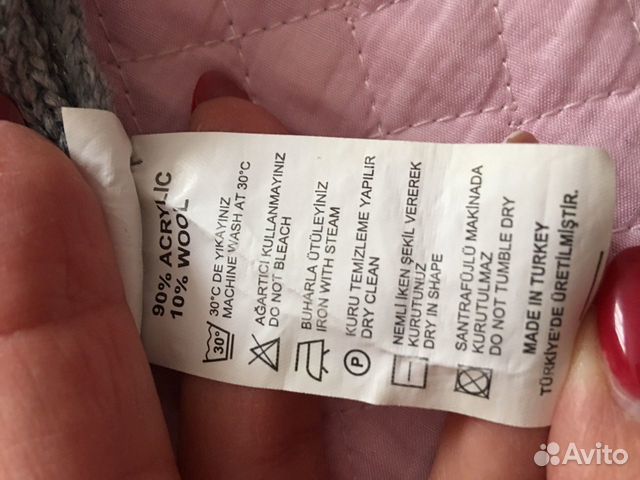 90% ACRYLIC
10% WOOL
30°
30°C DE YIKAYINIZ
MACHINE WASH AT 30°C
AĞARTICI KULLANMAYINIZ
DO NOT BLEACH
BUHARLA ÜTÜLEYİNİZ
IRON WITH STEAM
P
KURU TEMİZLEME YAPILIR
DRY CLEAN
NEMLİ İKEN ŞEKİL VEREREK
KURUTUNUZ
DRY IN SHAPE
SANTRAFÜJLÜ MAKİNADA
KURUTULMAZ
DO NOT TUMBLE DRY
MADE IN TURKEY
TÜRKİYE'DE ÜRETİLMİŞTİR.
Avito